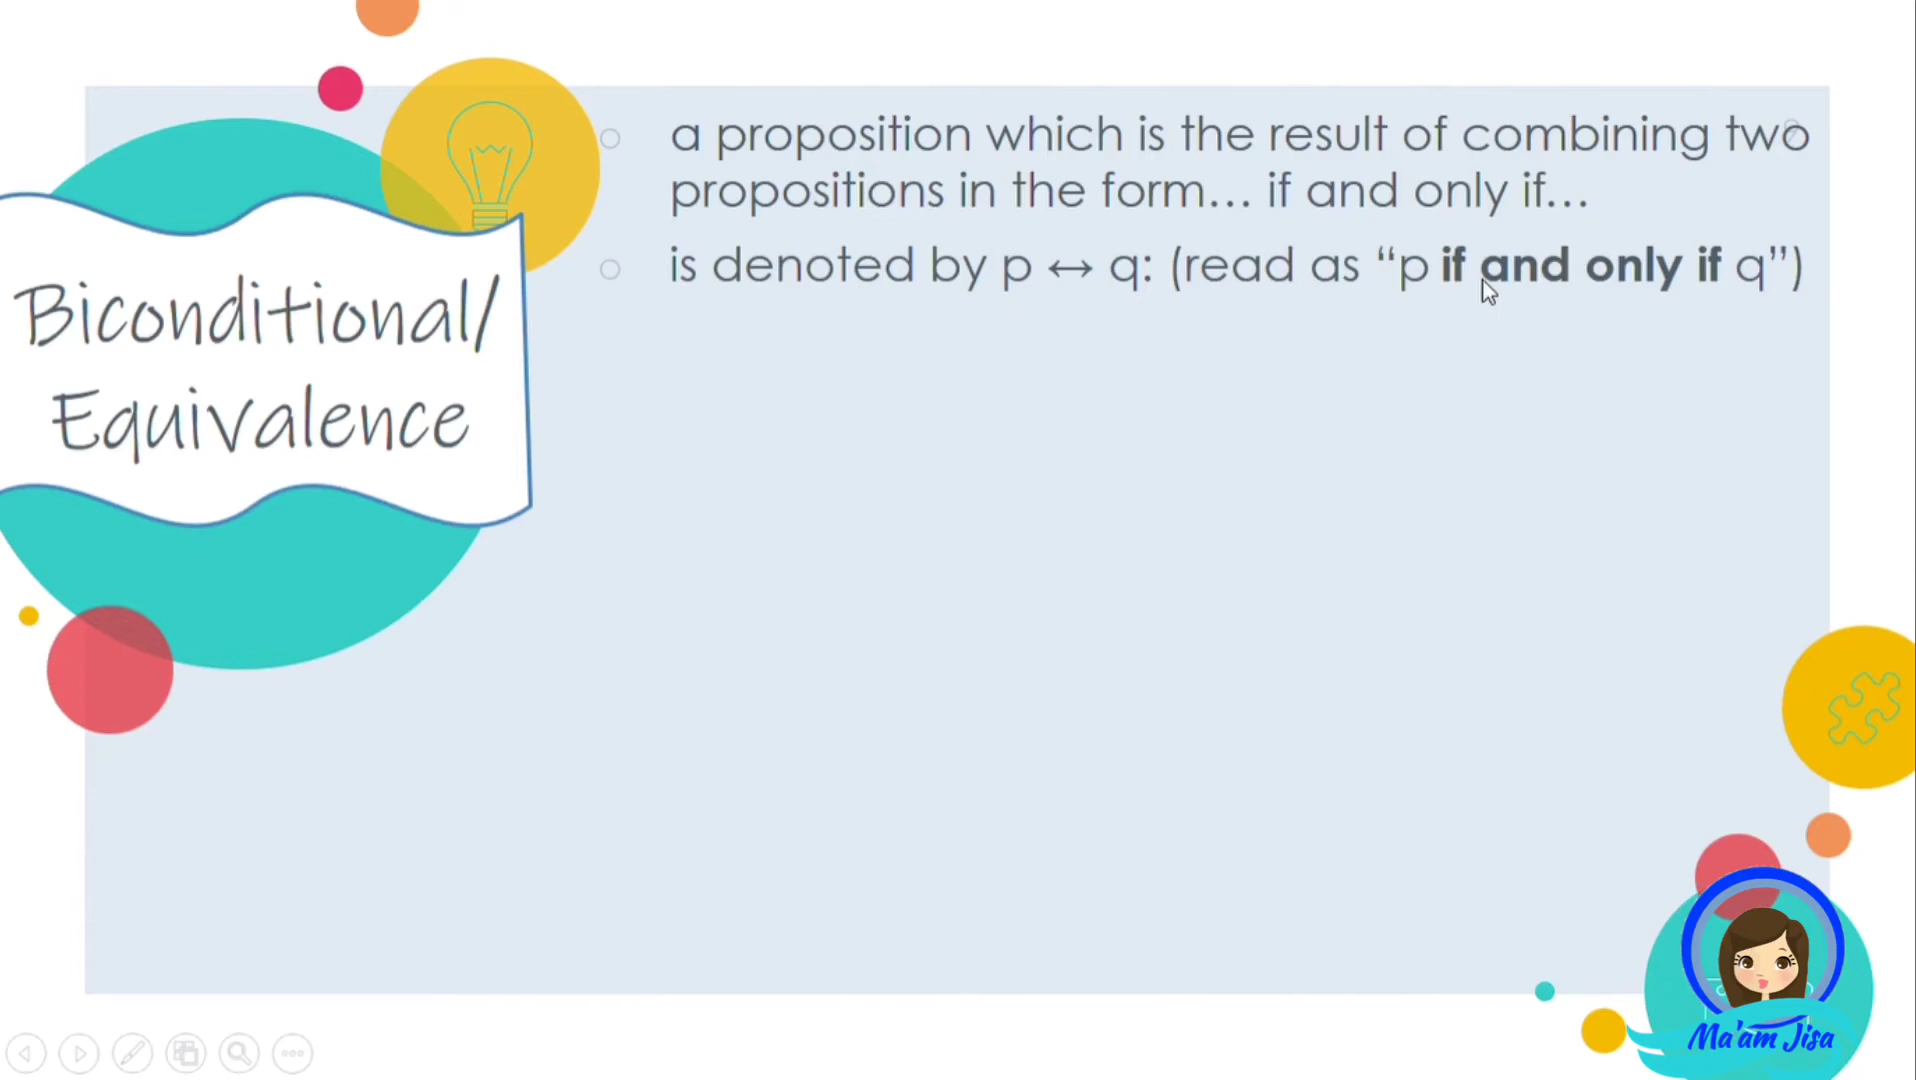 Biconditional/
Equivalence
a proposition which is the result of combining two
propositions in the form… if and only if…
is denoted by p ↔ q: (read as “p if and only if q”)
Ma'am Jisa